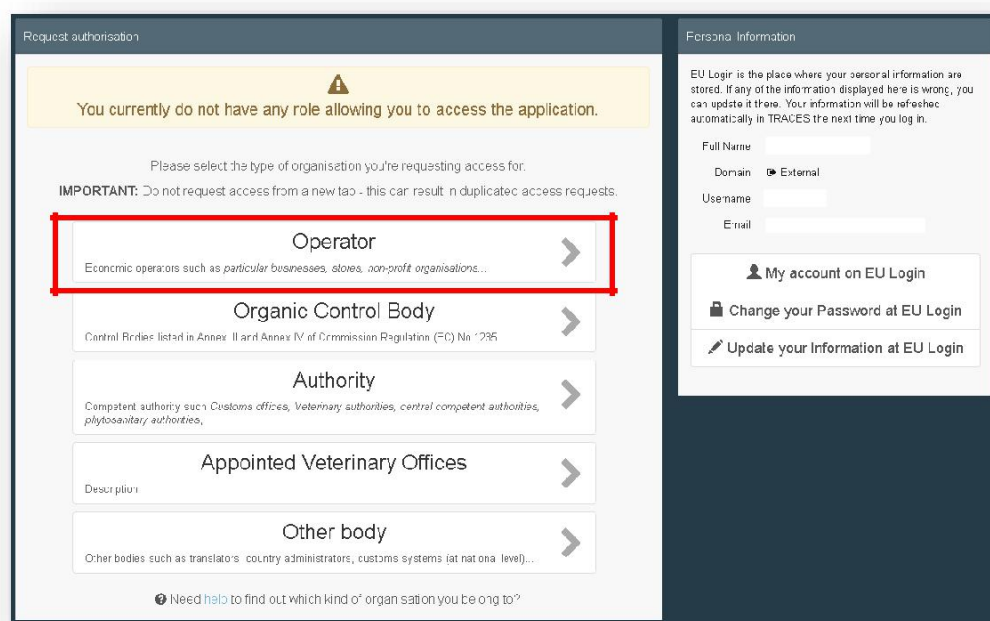 Request authorisation
You currently do not have any role allowing you to access the application.
Please select the type of organisation you're requesting access for.
IMPORTANT: Do not request access from a new tab - this can result in duplicated access requests.
Operator
Economic operators such as particular businesses, stores, non-profit organisations...
Organic Control Body
Control Bodies listed in Annex III and Annex IV of Commission Regulation (EC) No 1235
Authority
Competent authority such Customs offices, Veterinary authorities, central competent authorities,
phytosanitary authorities,
Appointed Veterinary Offices
Description
Other body
Other bodies such as translators, country administrators, customs systems (at national level)...
Need help to find out which kind of organisation you belong to?
Personal Information
EU Login is the place where your personal information are
stored. If any of the information displayed here is wrong, you
can update it there. Your information will be refreshed
automatically in TRACES the next time you log in.
Full Name
Domain External
Username
Email
My account on EU Login
Change your Password at EU Login
Update your Information at EU Login